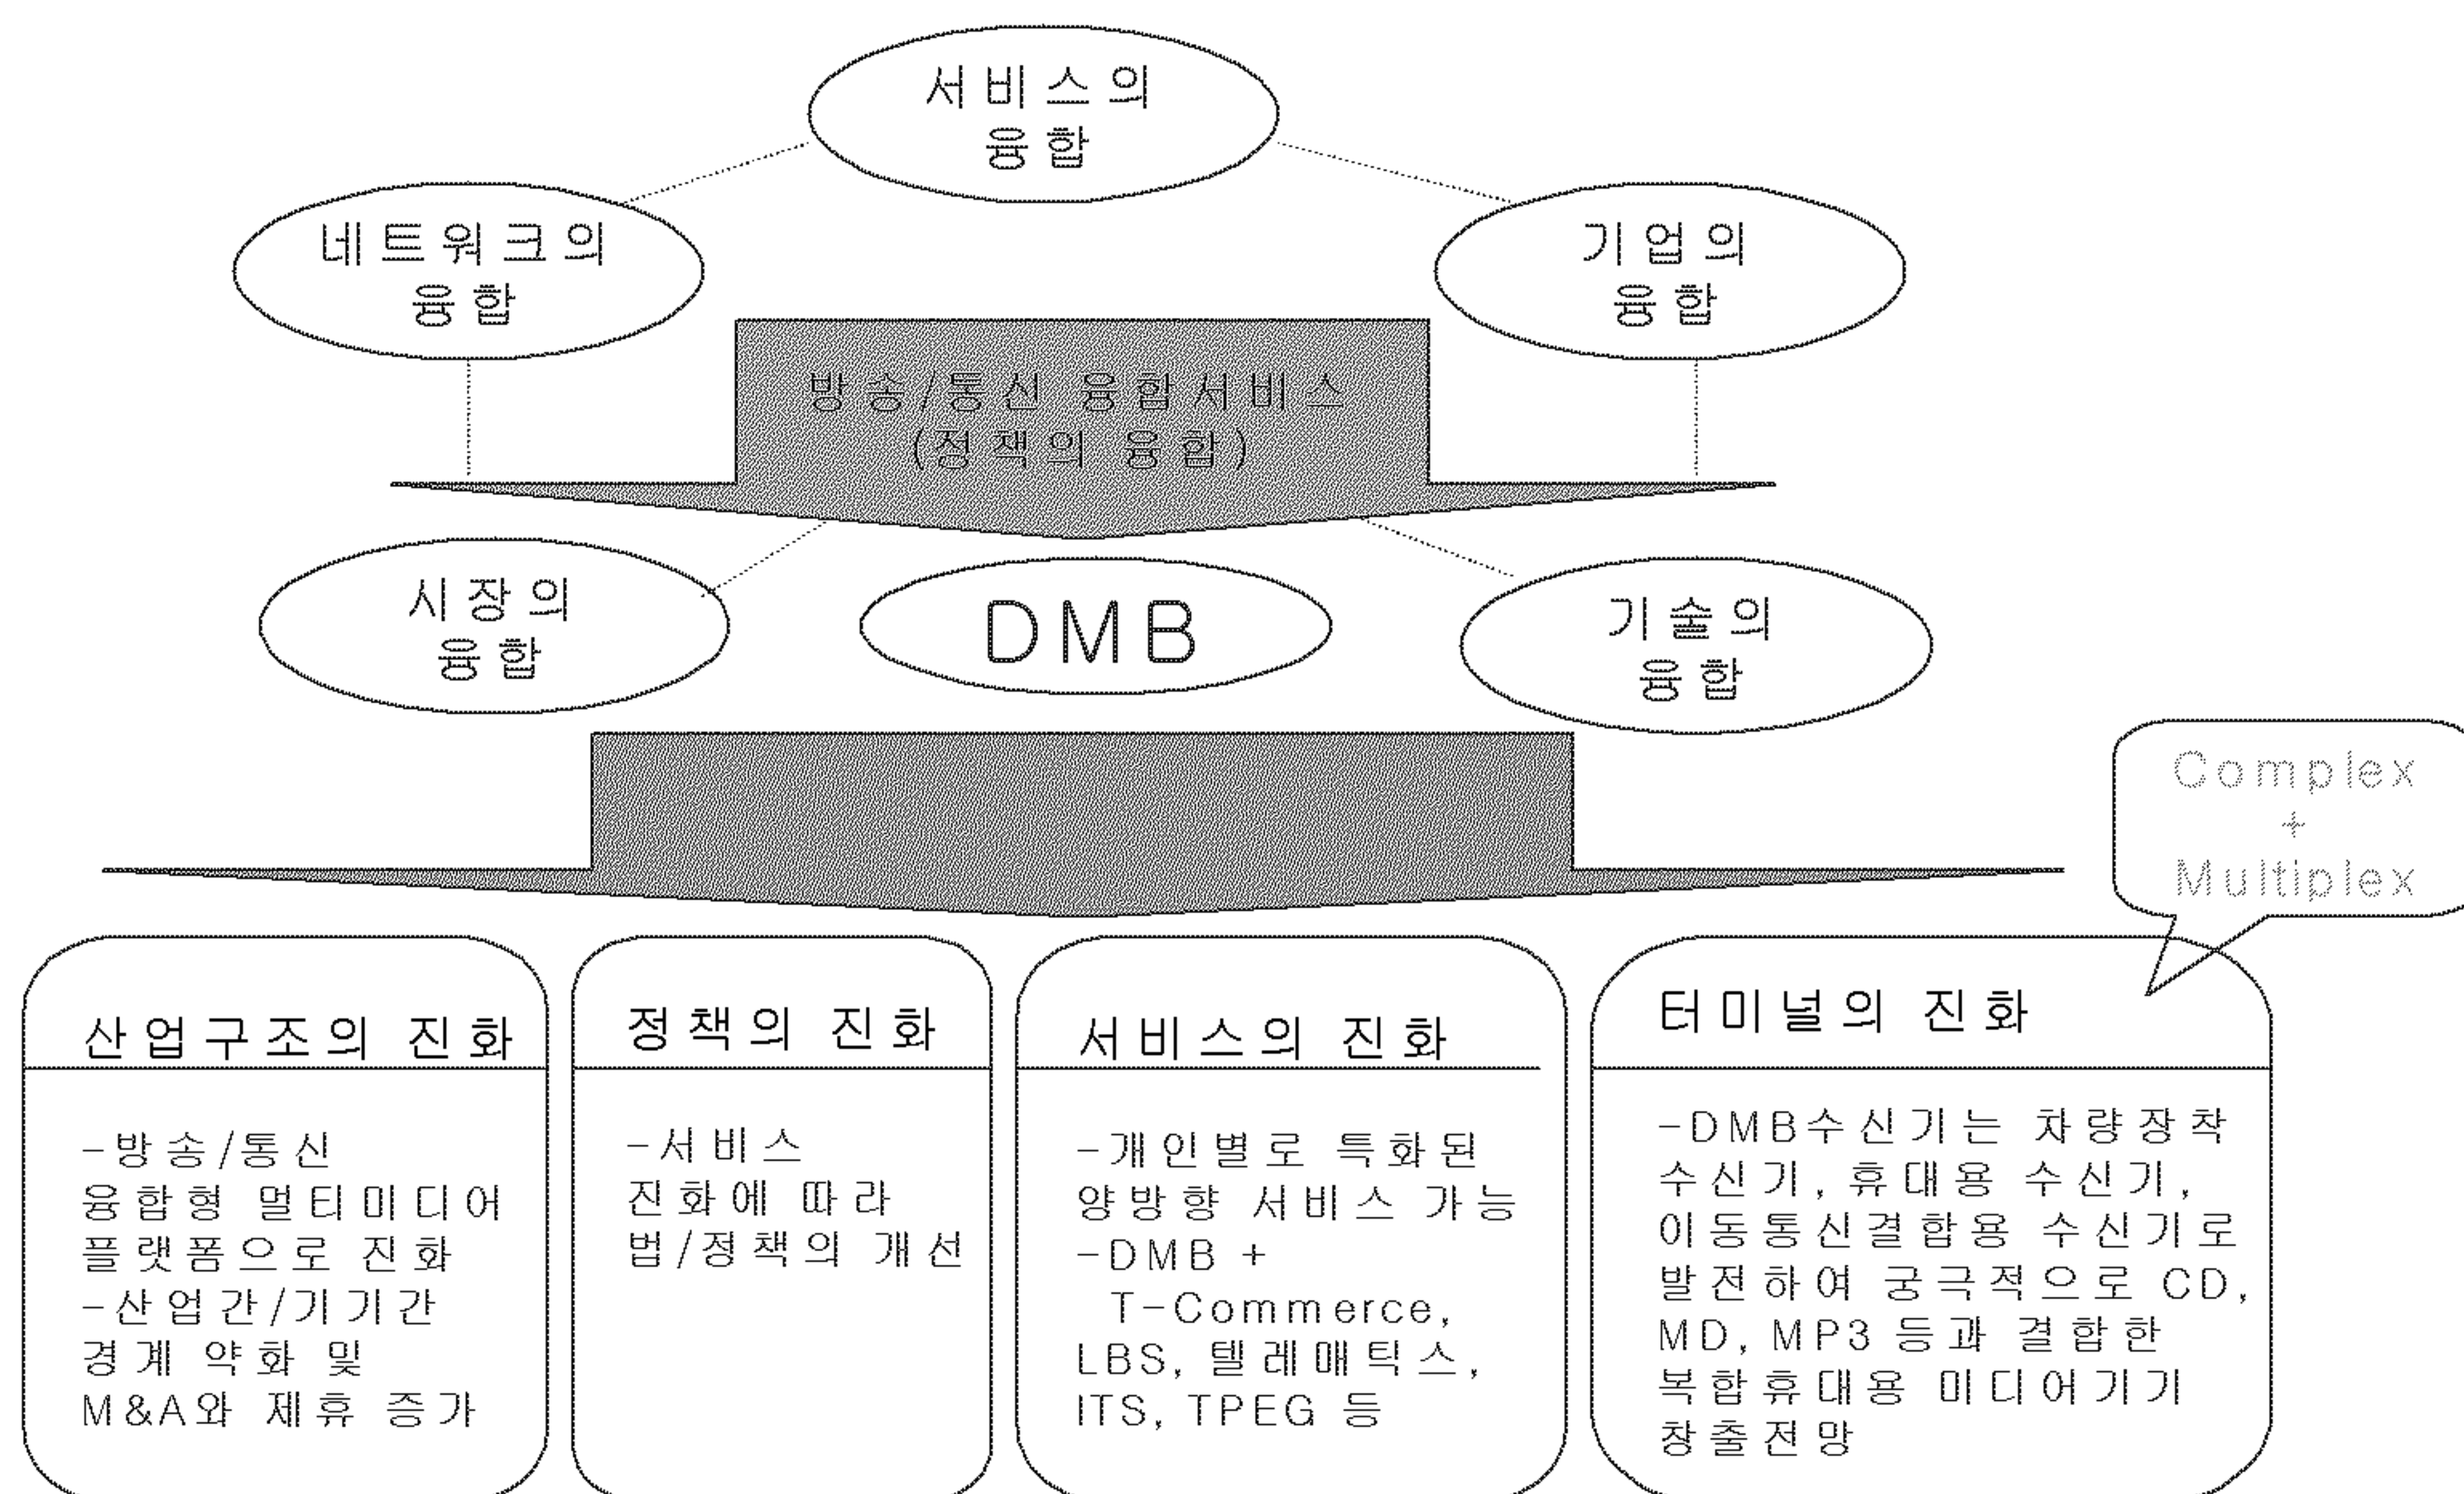 서비스의
융합
네트워크의
융합
기업의
융합
방송/통신 융합서비스
(정책의 융합)
시장의
융합
DMB
기술의
융합
Complex
+
Multiplex
산업구조의 진화
-방송/통신
융합형 멀티미디어
플랫폼으로 진화
-산업간/기기간
경계 약화 및
M&A와 제휴 증가
정책의 진화
-서비스
진화에 따라
법/정책의 개선
서비스의 진화
-개인별로 특화된
양방향 서비스 가능
-DMB +
T-Commerce,
LBS, 텔레매틱스,
ITS, TPEG 등
터미널의 진화
-DMB수신기는 차량장착
수신기, 휴대용 수신기,
이동통신결합용 수신기로
발전하여 궁극적으로 CD,
MD, MP3 등과 결합한
복합휴대용 미디어기기
창출전망